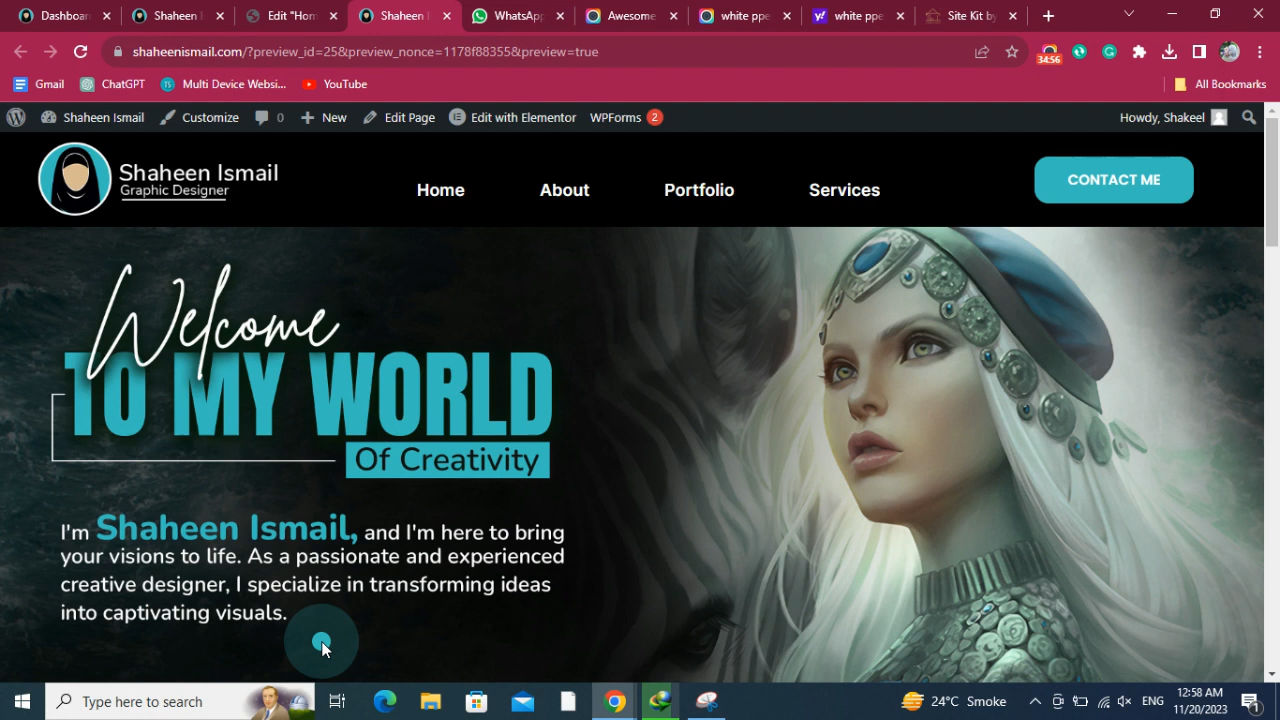 Dashboar
Shaheen I
Edit "Hom
Shaheen I
WhatsApp
Awesome
white ppe
white ppe
Site Kit by
shaheenismail.com/?preview_id=25&preview_nonce=1178f88355&preview=true
34:56
Gmail
ChatGPT
Multi Device Websi...
YouTube
All Bookmarks
Shaheen Ismail
Customize
0
New
Edit Page
Edit with Elementor
WPForms 2
Howdy, Shakeel
Shaheen Ismail
Graphic Designer
Home
About
Portfolio
Services
CONTACT ME
Welcome
TO MY WORLD
Of Creativity
I'm Shaheen Ismail, and I'm here to bring
your visions to life. As a passionate and experienced
creative designer, I specialize in transforming ideas
into captivating visuals.
Type here to search
24°C Smoke
ENG
12:58 AM
11/20/2023
1